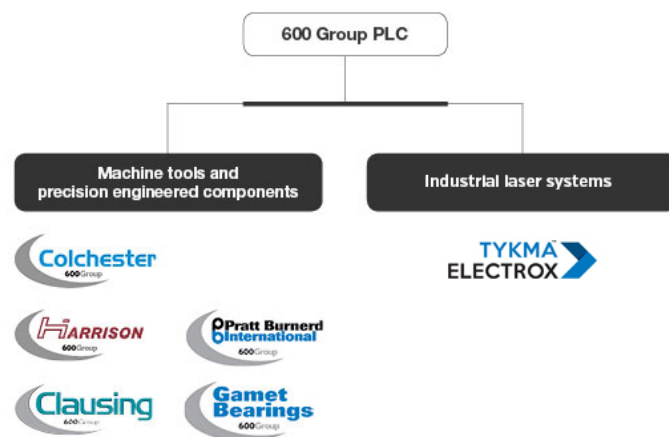 600 Group PLC
Machine tools and
precision engineered components
Industrial laser systems
Colchester
600Group
TYKMA™
ELECTROX
HARRISON
600Group
Pratt Burnerd
International
600Group
Clausing
600Group
Gamet
Bearings
600Group